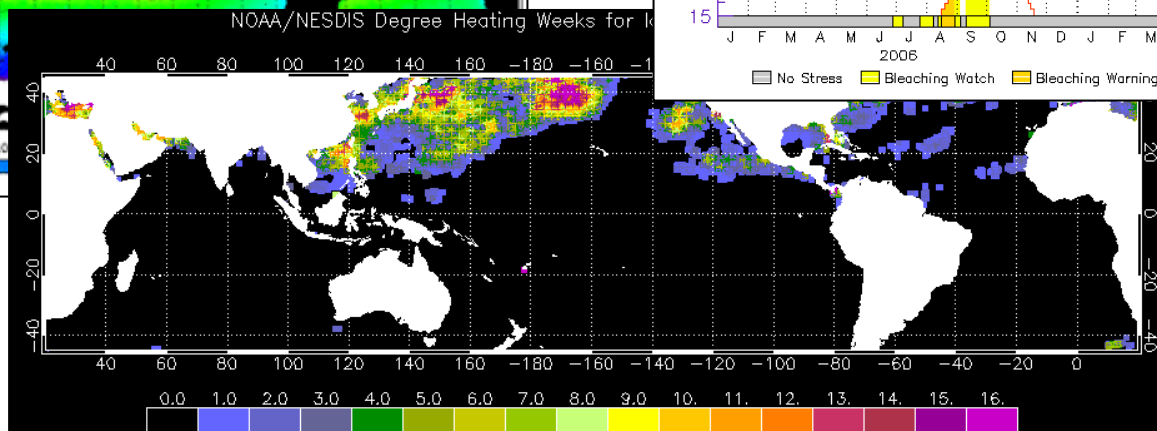 NOAA/NESDIS Degree Heating Weeks for
15
J F M A M J J A S O N D J F M
2006
No Stress Bleaching Watch Bleaching Warning
40 60 80 100 120 140 160 -180 -160 -1
40
20
0
-20
-40
40
20
0
-20
-40
40 60 80 100 120 140 160 -180 -160 -140 -120 -100 -80 -60 -40 -20 0
0.0 1.0 2.0 3.0 4.0 5.0 6.0 7.0 8.0 9.0 10. 11. 12. 13. 14. 15. 16.